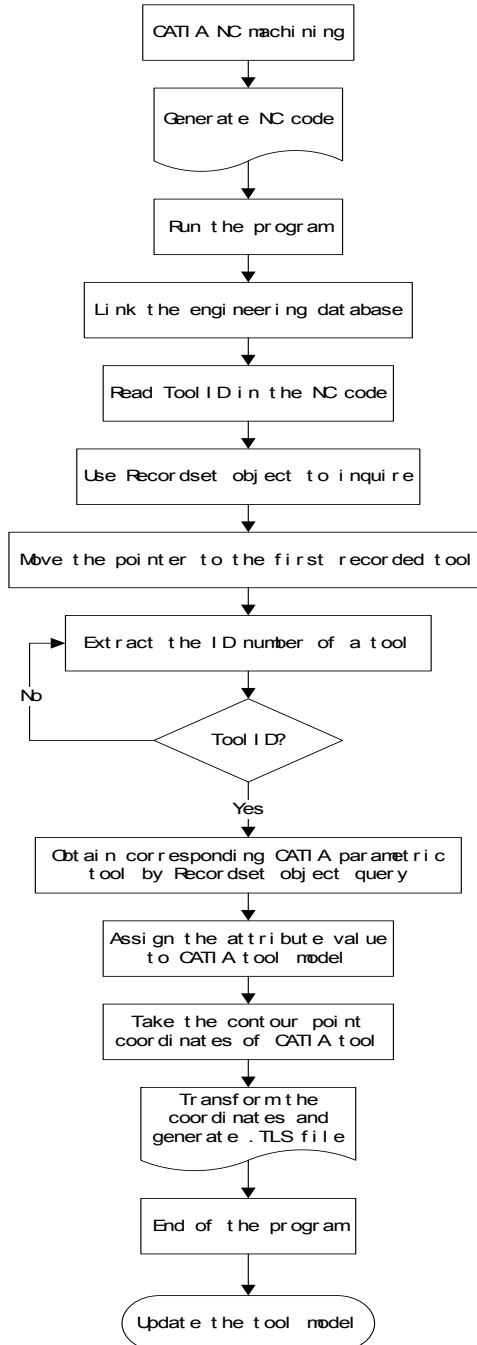 CATIA NC machining
Generate NC code
Run the program
Link the engineering database
Read Tool ID in the NC code
Use Recordset object to inquire
Move the pointer to the first recorded tool
Extract the ID number of a tool
No
Tool ID?
Yes
Obtain corresponding CATIA parametric
tool by Recordset object query
Assign the attribute value
to CATIA tool model
Take the contour point
coordinates of CATIA tool
Transform the
coordinates and
generate .TLS file
End of the program
Update the tool model